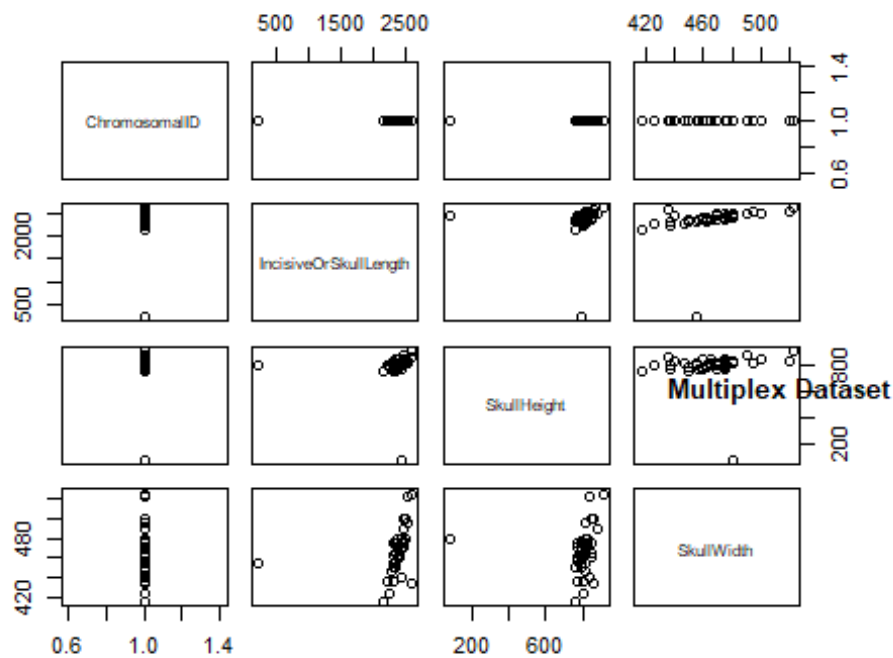 500 1500 2500 420 460 500
ChromosomalID
0.6 1.0 1.4
500 2000
IncisiveOrSkullLength
SkullHeight
200 800
Multiplex Dataset
420 480
SkullWidth
0.6 1.0 1.4 200 600